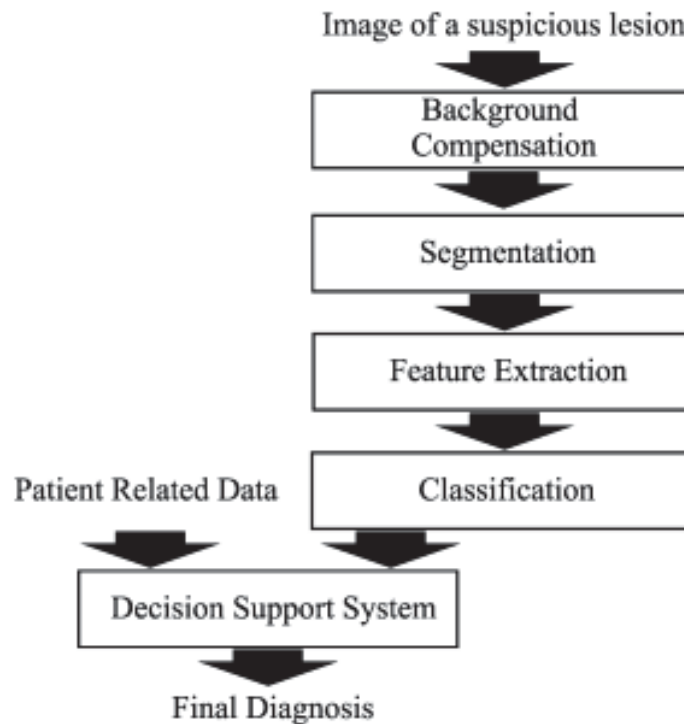 Image of a suspicious lesion
Background
Compensation
Segmentation
Feature Extraction
Patient Related Data
Classification
Decision Support System
Final Diagnosis